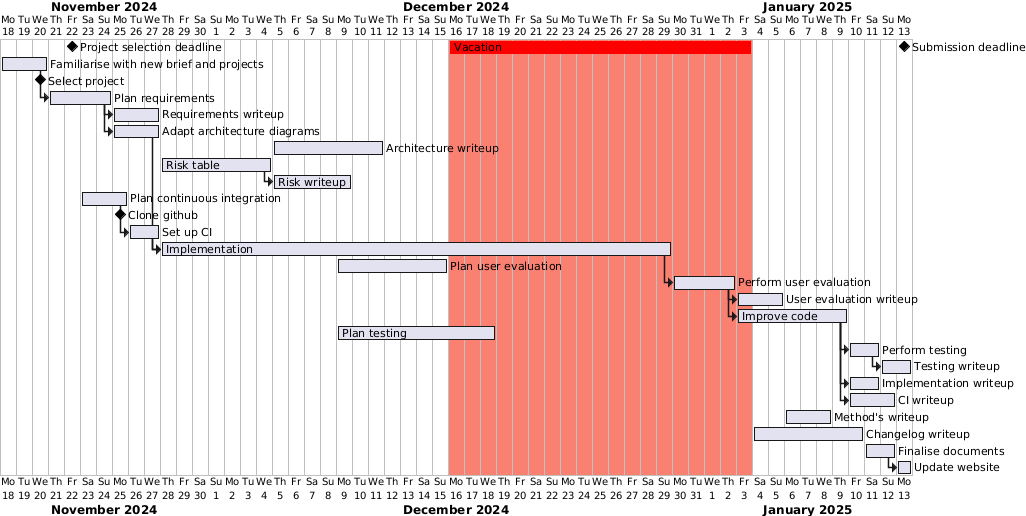 November 2024 December 2024 January 2025
Mo Tu We Th Fr Sa Su Mo Tu We Th Fr Sa Su Mo Tu We Th Fr Sa Su Mo Tu We Th Fr Sa Su Mo Tu We Th Fr Sa Su Mo Tu We Th Fr Sa Su Mo Tu We Th Fr Sa Su Mo Tu We Th Fr Sa Su Mo
18 19 20 21 22 23 24 25 26 27 28 29 30 1 2 3 4 5 6 7 8 9 10 11 12 13 14 15 16 17 18 19 20 21 22 23 24 25 26 27 28 29 30 31 1 2 3 4 5 6 7 8 9 10 11 12 13
Project selection deadline Vacation Submission deadline
Familiarise with new brief and projects
Select project
Plan requirements
Requirements writeup
Adapt architecture diagrams
Architecture writeup
Risk table
Risk writeup
Plan continuous integration
Clone github
Set up CI
Implementation
Plan user evaluation
Perform user evaluation
User evaluation writeup
Improve code
Plan testing
Perform testing
Testing writeup
Implementation writeup
CI writeup
Method's writeup
Changelog writeup
Finalise documents
Update website
Mo Tu We Th Fr Sa Su Mo Tu We Th Fr Sa Su Mo Tu We Th Fr Sa Su Mo Tu We Th Fr Sa Su Mo Tu We Th Fr Sa Su Mo Tu We Th Fr Sa Su Mo Tu We Th Fr Sa Su Mo Tu We Th Fr Sa Su Mo
18 19 20 21 22 23 24 25 26 27 28 29 30 1 2 3 4 5 6 7 8 9 10 11 12 13 14 15 16 17 18 19 20 21 22 23 24 25 26 27 28 29 30 31 1 2 3 4 5 6 7 8 9 10 11 12 13
November 2024 December 2024 January 2025